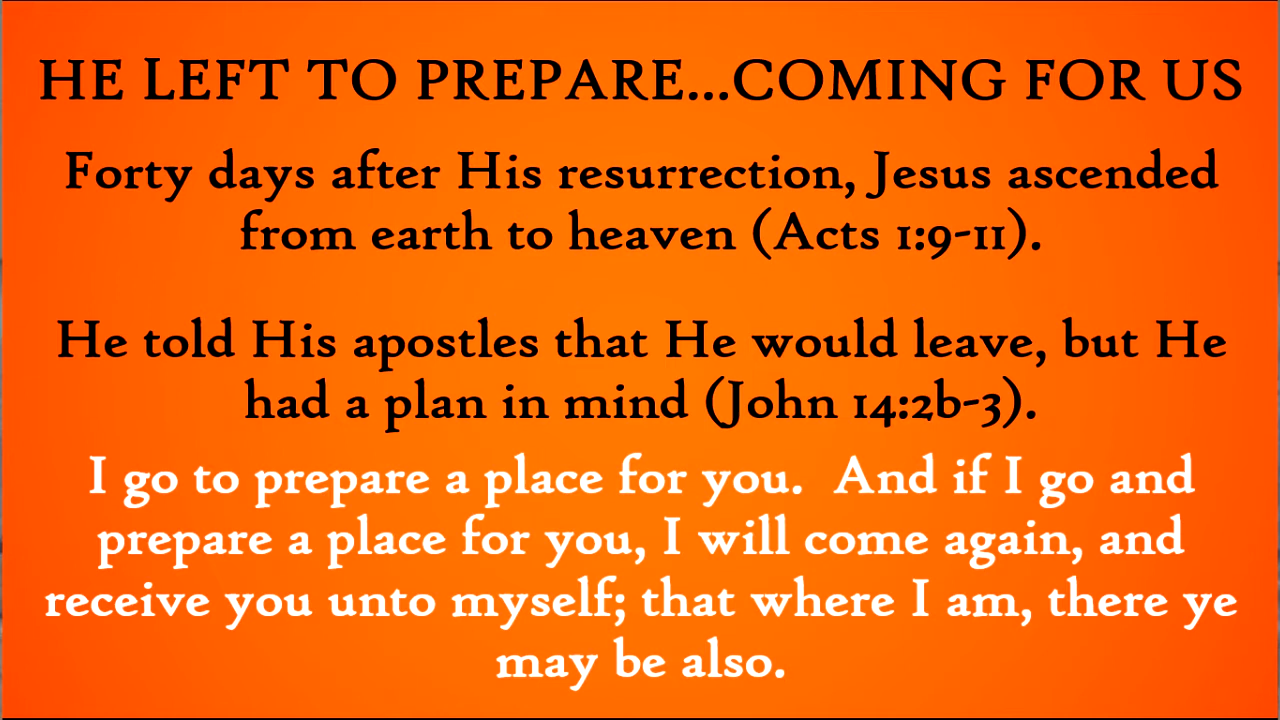 HE LEFT TO PREPARE...COMING FOR US
Forty days after His resurrection, Jesus ascended
from earth to heaven (Acts 1:9-11).
He told His apostles that He would leave, but He
had a plan in mind (John 14:2b-3).
I go to prepare a place for you.  And if I go and
prepare a place for you, I will come again, and
receive you unto myself; that where I am, there ye
may be also.